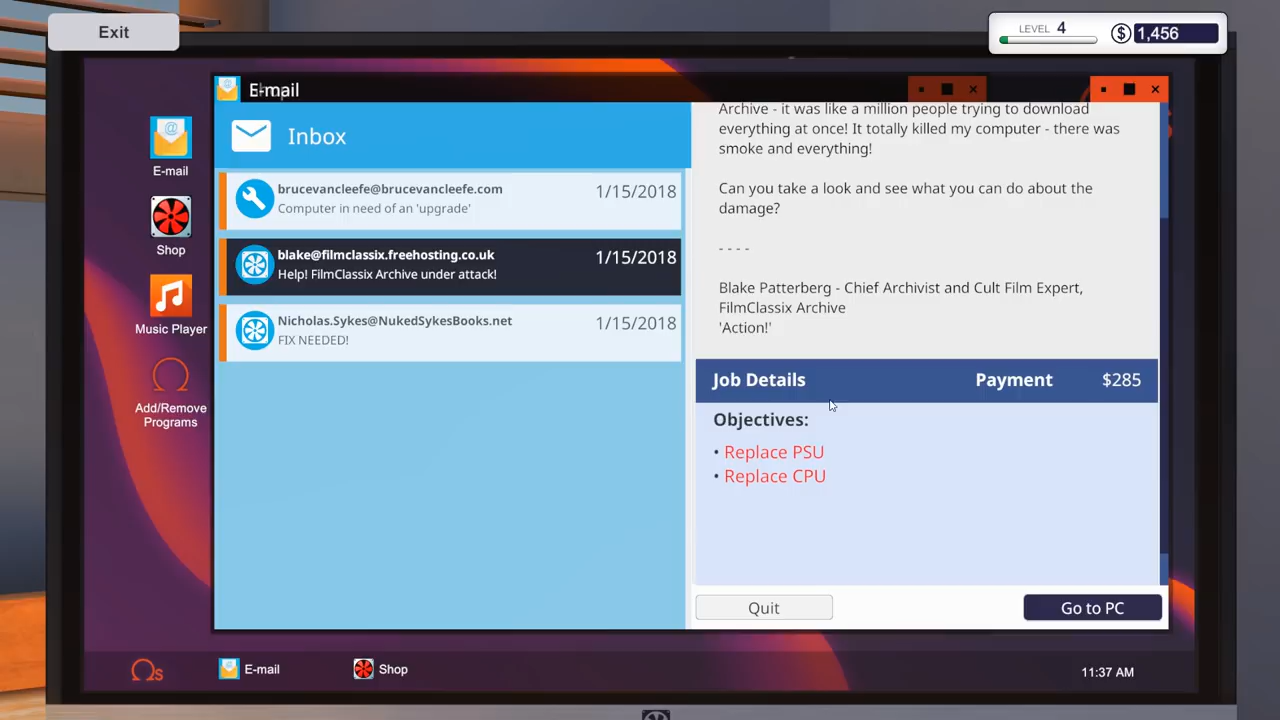 Exit
LEVEL 4
$ 1,456
E-mail
Inbox
brucevancleefe@brucevancleefe.com
1/15/2018
Computer in need of an 'upgrade'
blake@filmclassix.freehosting.co.uk
1/15/2018
Help! FilmClassix Archive under attack!
Nicholas.Sykes@NukedSykesBooks.net
1/15/2018
FIX NEEDED!
Archive - it was like a million people trying to download
everything at once! It totally killed my computer - there was
smoke and everything!
Can you take a look and see what you can do about the
damage?
- - - -
Blake Patterberg - Chief Archivist and Cult Film Expert,
FilmClassix Archive
'Action!'
Job Details
Payment
$285
Objectives:
• Replace PSU
• Replace CPU
Quit
Go to PC
E-mail
Shop
Music Player
Add/Remove
Programs
Ωs
E-mail
Shop
11:37 AM